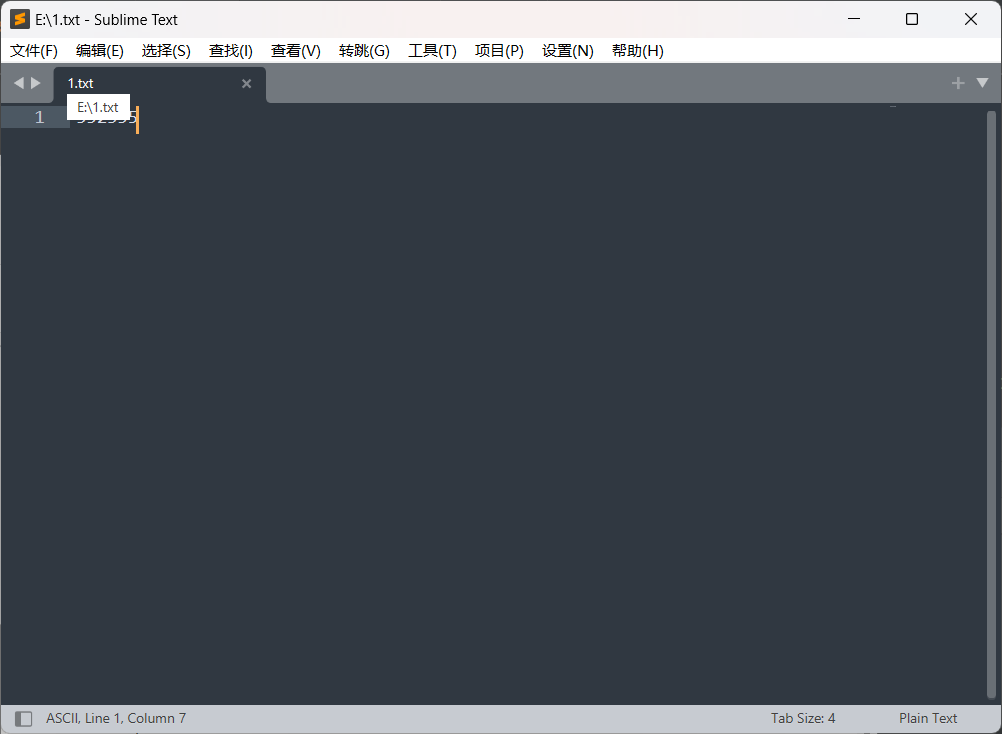 E:\1.txt - Sublime Text
文件(F) 编辑(E) 选择(S) 查找(I) 查看(V) 转跳(G) 工具(T) 项目(P) 设置(N) 帮助(H)
1.txt
E:\1.txt
1
ASCII, Line 1, Column 7
Tab Size: 4
Plain Text